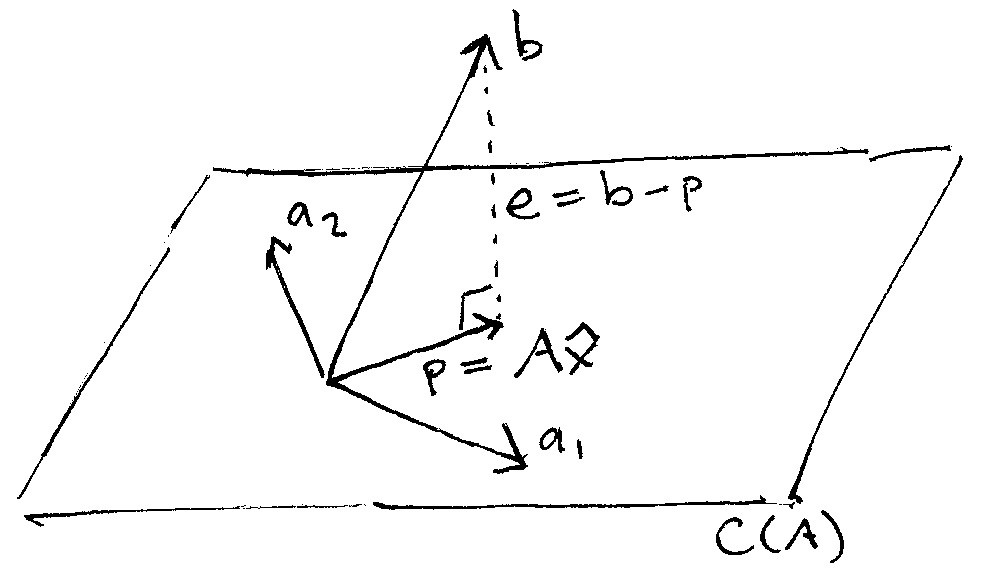 b
e = b - p
a₂
p = Ax̂
a₁
C(A)